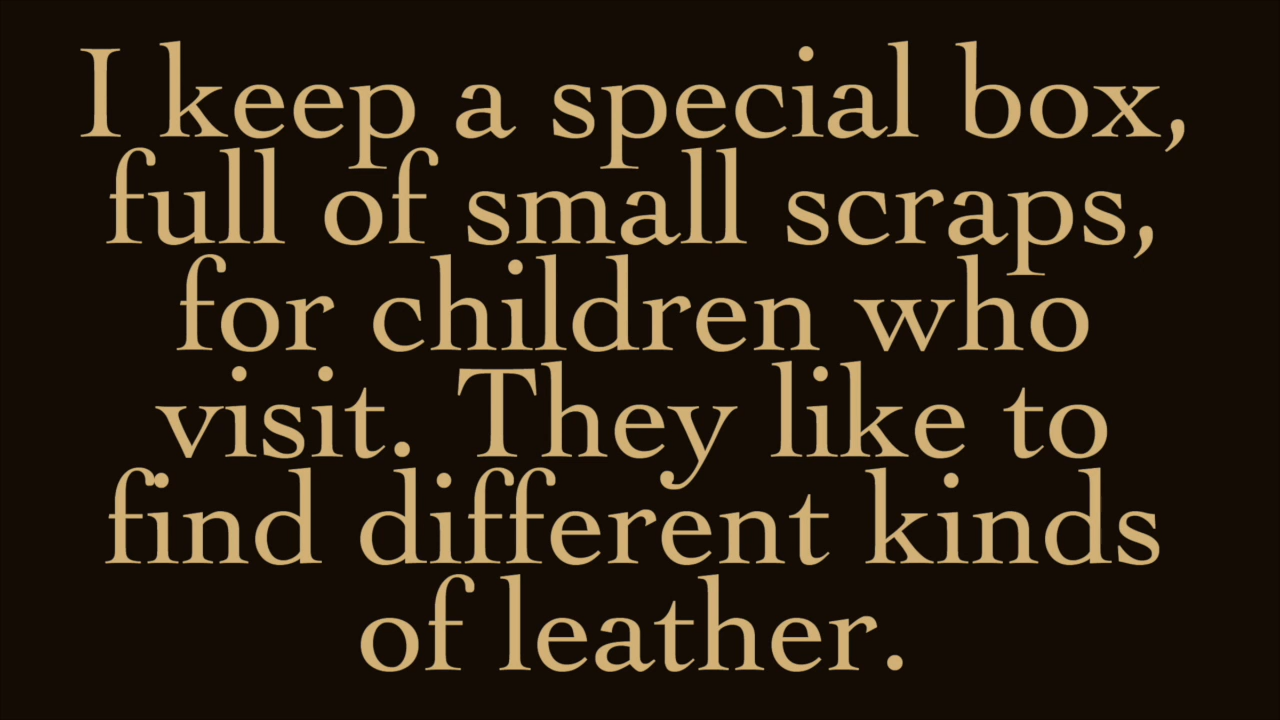 I keep a special box,
full of small scraps,
for children who
visit. They like to
find different kinds
of leather.